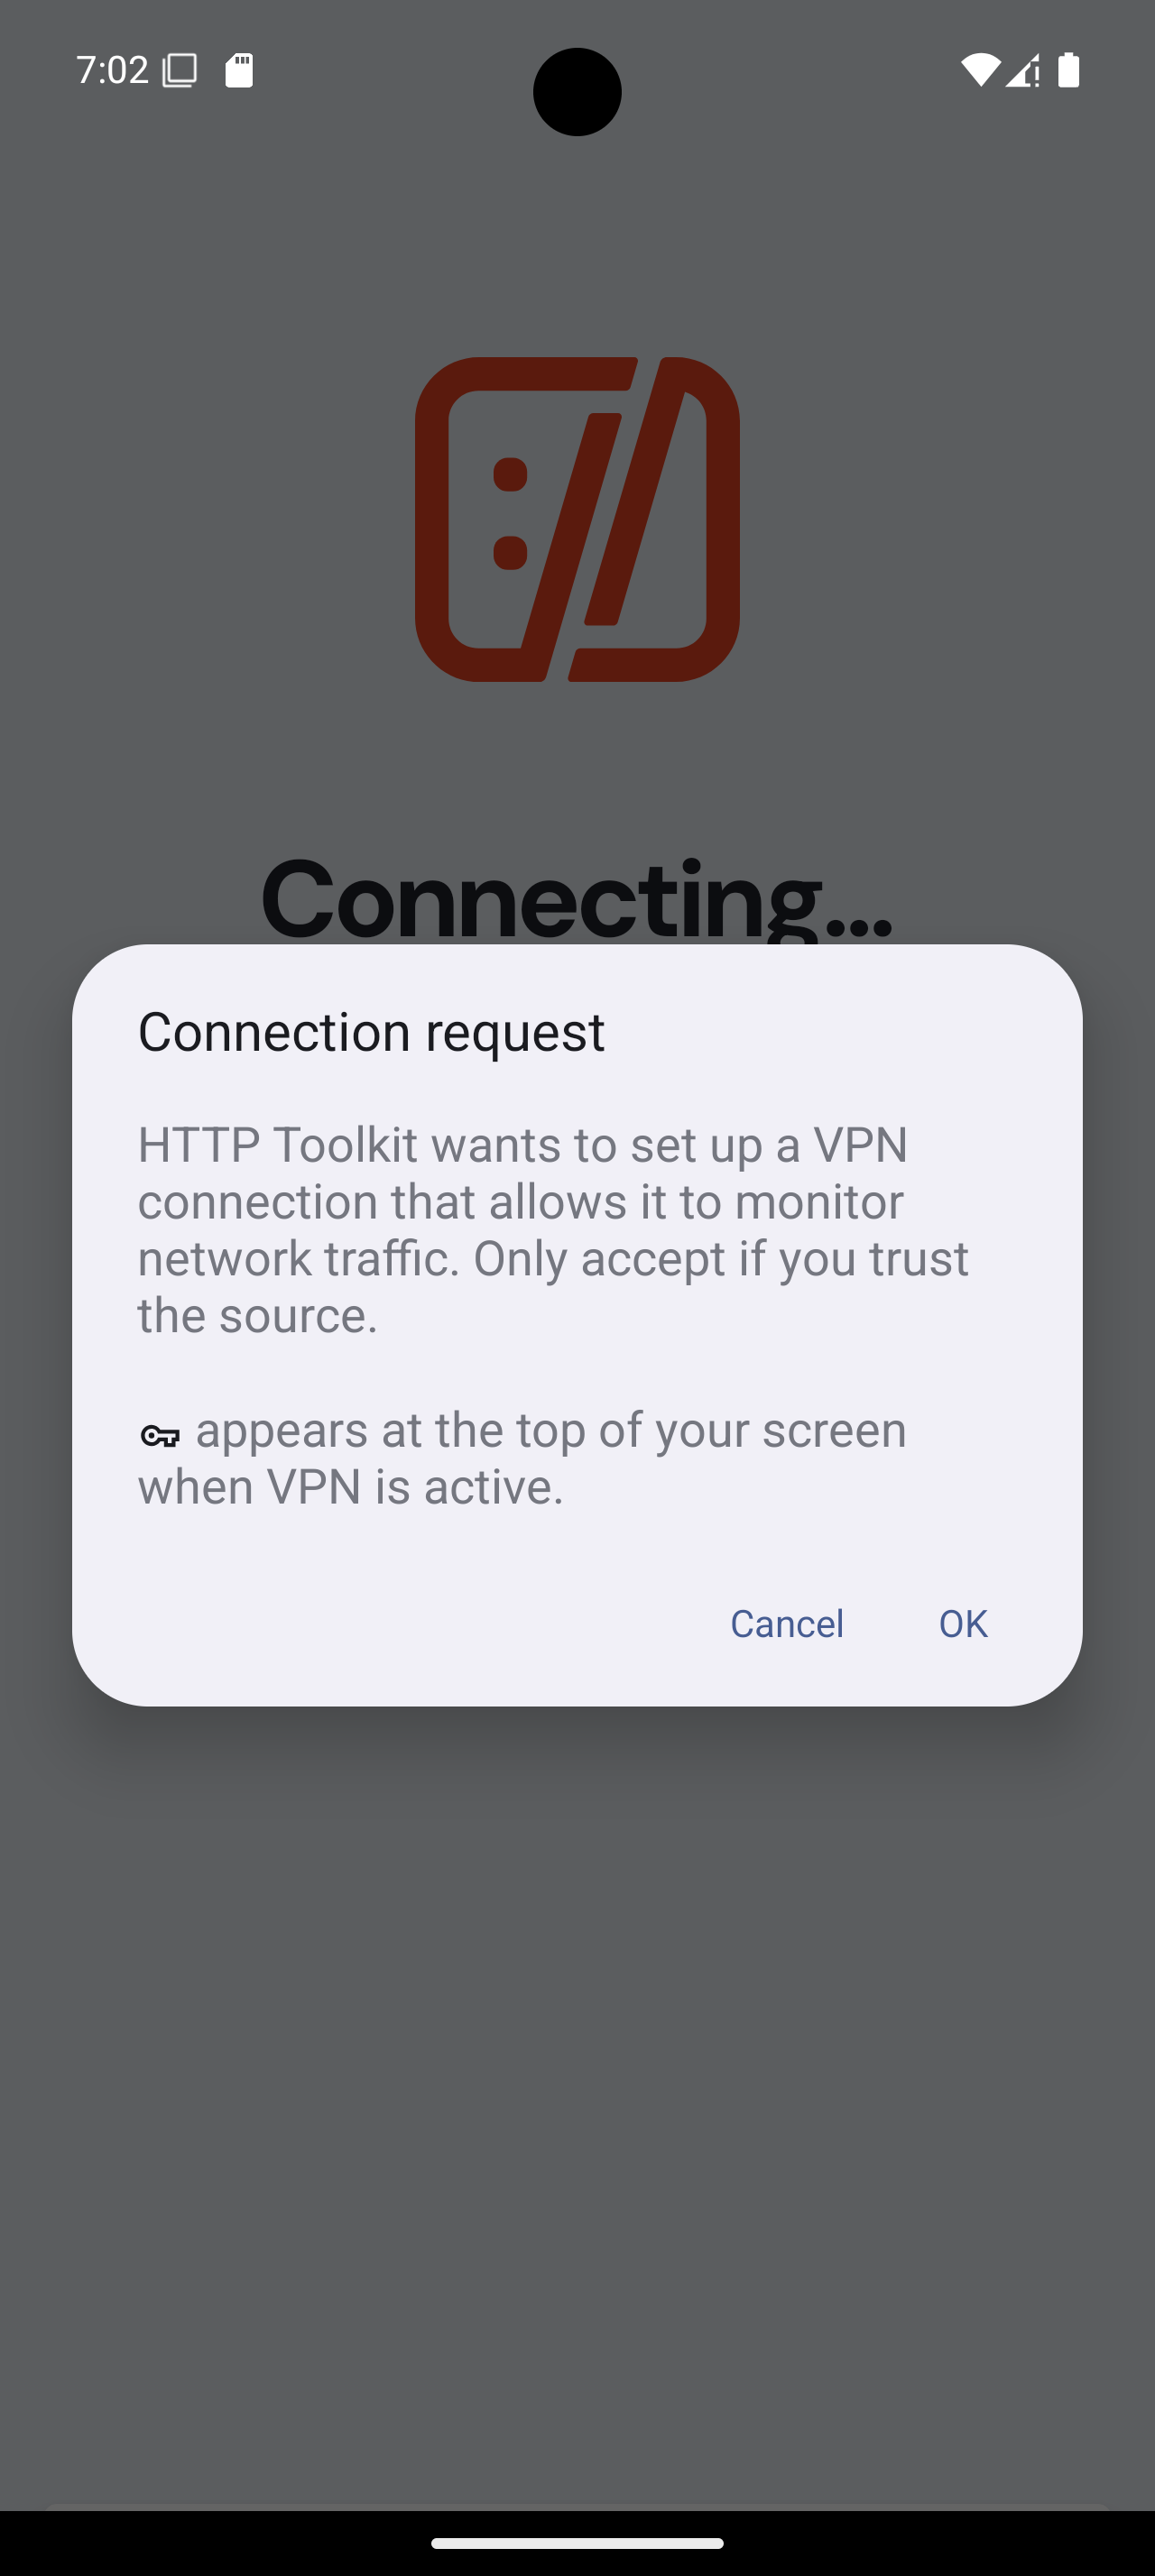 7:02
Connecting...
Connection request
HTTP Toolkit wants to set up a VPN
connection that allows it to monitor
network traffic. Only accept if you trust
the source.
appears at the top of your screen
when VPN is active.
Cancel OK